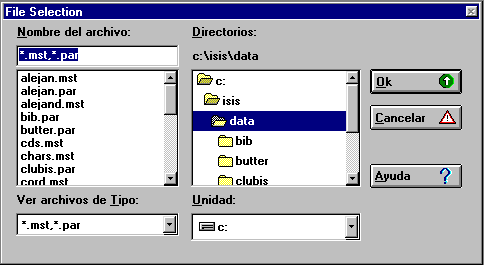 File Selection
Nombre del archivo:
*.mst,*.par
alejan.mst
alejan.par
alejand.mst
bib.par
butter.par
cds.mst
chars.mst
clubis.par
cord.mst
Ver archivos de Tipo:
*.mst,*.par
Directorios:
c:\isis\data
c:
isis
data
bib
butter
clubis
Unidad:
c:
Ok
Cancelar
Ayuda
?